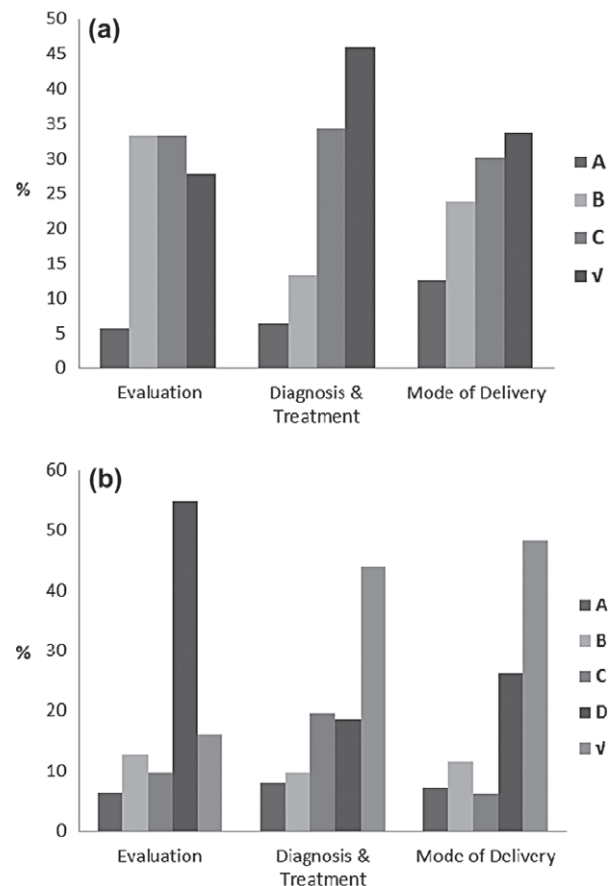 (a)
50
45
40
35
30
25
20
15
10
5
0
%
Evaluation
Diagnosis &
Treatment
Mode of Delivery
A
B
C
√
(b)
60
50
40
30
20
10
0
%
Evaluation
Diagnosis &
Treatment
Mode of Delivery
A
B
C
D
√